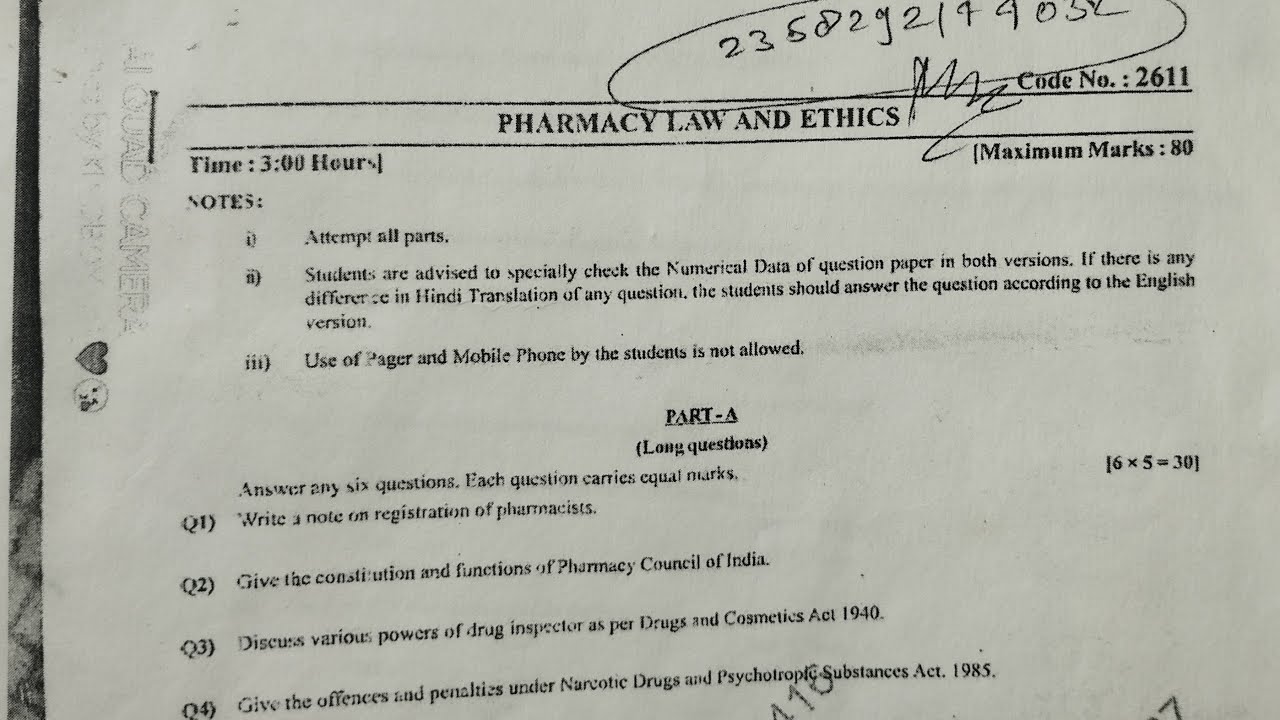 2358292179032
Code No. : 2611
PHARMACY LAW AND ETHICS
Time : 3:00 Hours]
[Maximum Marks : 80
NOTES:
i) Attempt all parts.
ii) Students are advised to specially check the Numerical Data of question paper in both versions. If there is any
difference in Hindi Translation of any question, the students should answer the question according to the English
version.
iii) Use of Pager and Mobile Phone by the students is not allowed.
PART-A
(Long questions)
[6 × 5 = 30]
Answer any six questions. Each question carries equal marks.
Q1) Write a note on registration of pharmacists.
Q2) Give the constitution and functions of Pharmacy Council of India.
Q3) Discuss various powers of drug inspector as per Drugs and Cosmetics Act 1940.
Q4) Give the offences and penalties under Narcotic Drugs and Psychotropic Substances Act. 1985.
AI QUAD CAMERA